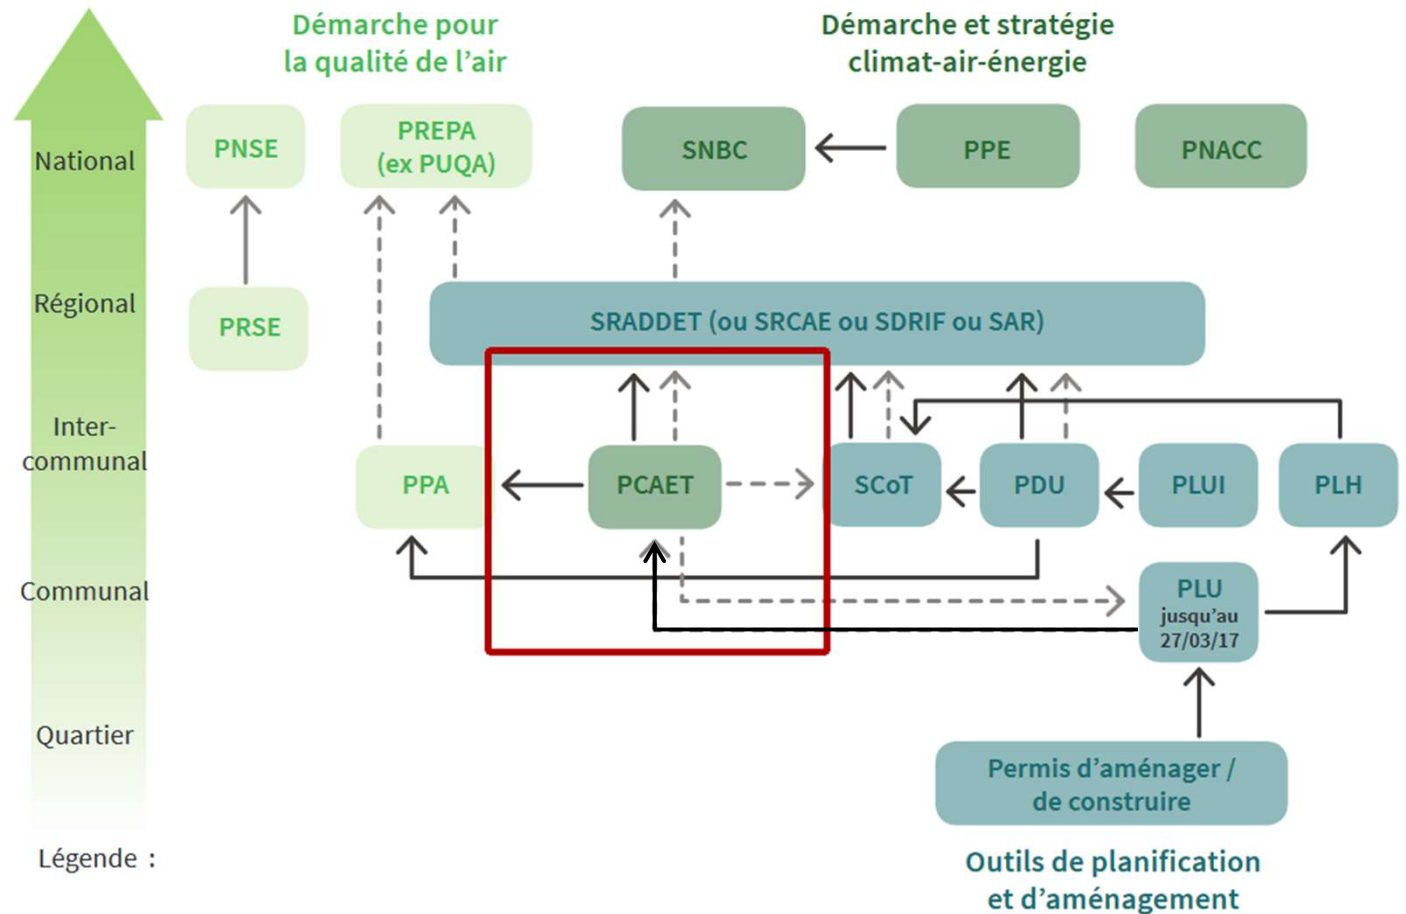 Démarche pour
la qualité de l'air
Démarche et stratégie
climat-air-énergie
National
PNSE
PREPA
(ex PUQA)
SNBC
PPE
PNACC
Régional
PRSE
SRADDET (ou SRCAE ou SDRIF ou SAR)
Inter-
communal
PPA
PCAET
SCoT
PDU
PLUI
PLH
Communal
PLU
jusqu'au
27/03/17
Quartier
Permis d'aménager /
de construire
Légende :
Outils de planification
et d'aménagement